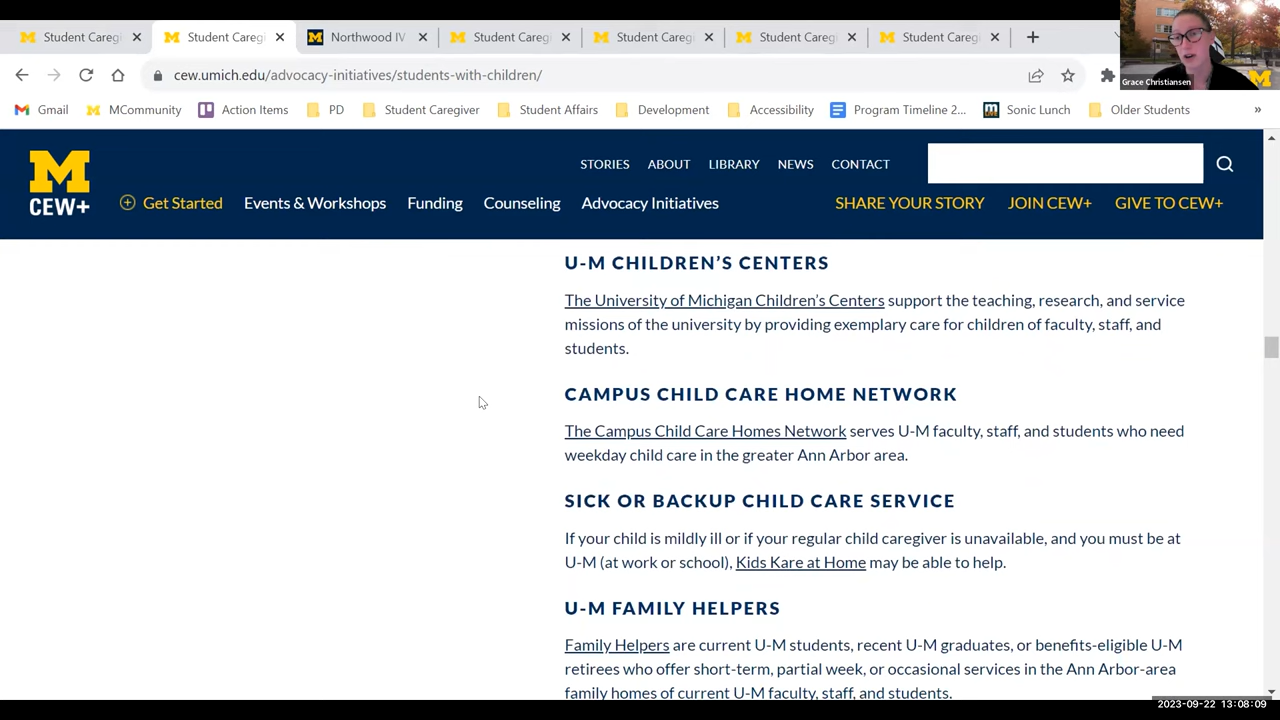 Student Caregi
Student Caregi
Northwood IV
Student Caregi
Student Caregi
Student Caregi
Student Caregi
cew.umich.edu/advocacy-initiatives/students-with-children/
Grace Christiansen
Gmail
MCommunity
Action Items
PD
Student Caregiver
Student Affairs
Development
Accessibility
Program Timeline 2...
Sonic Lunch
Older Students
»
M
CEW+
STORIES
ABOUT
LIBRARY
NEWS
CONTACT
Get Started
Events & Workshops
Funding
Counseling
Advocacy Initiatives
SHARE YOUR STORY
JOIN CEW+
GIVE TO CEW+
U-M CHILDREN’S CENTERS
The University of Michigan Children’s Centers support the teaching, research, and service
missions of the university by providing exemplary care for children of faculty, staff, and
students.
CAMPUS CHILD CARE HOME NETWORK
The Campus Child Care Homes Network serves U-M faculty, staff, and students who need
weekday child care in the greater Ann Arbor area.
SICK OR BACKUP CHILD CARE SERVICE
If your child is mildly ill or if your regular child caregiver is unavailable, and you must be at
U-M (at work or school), Kids Kare at Home may be able to help.
U-M FAMILY HELPERS
Family Helpers are current U-M students, recent U-M graduates, or benefits-eligible U-M
retirees who offer short-term, partial week, or occasional services in the Ann Arbor-area
family homes of current U-M faculty, staff, and students.
2023-09-22 13:08:09